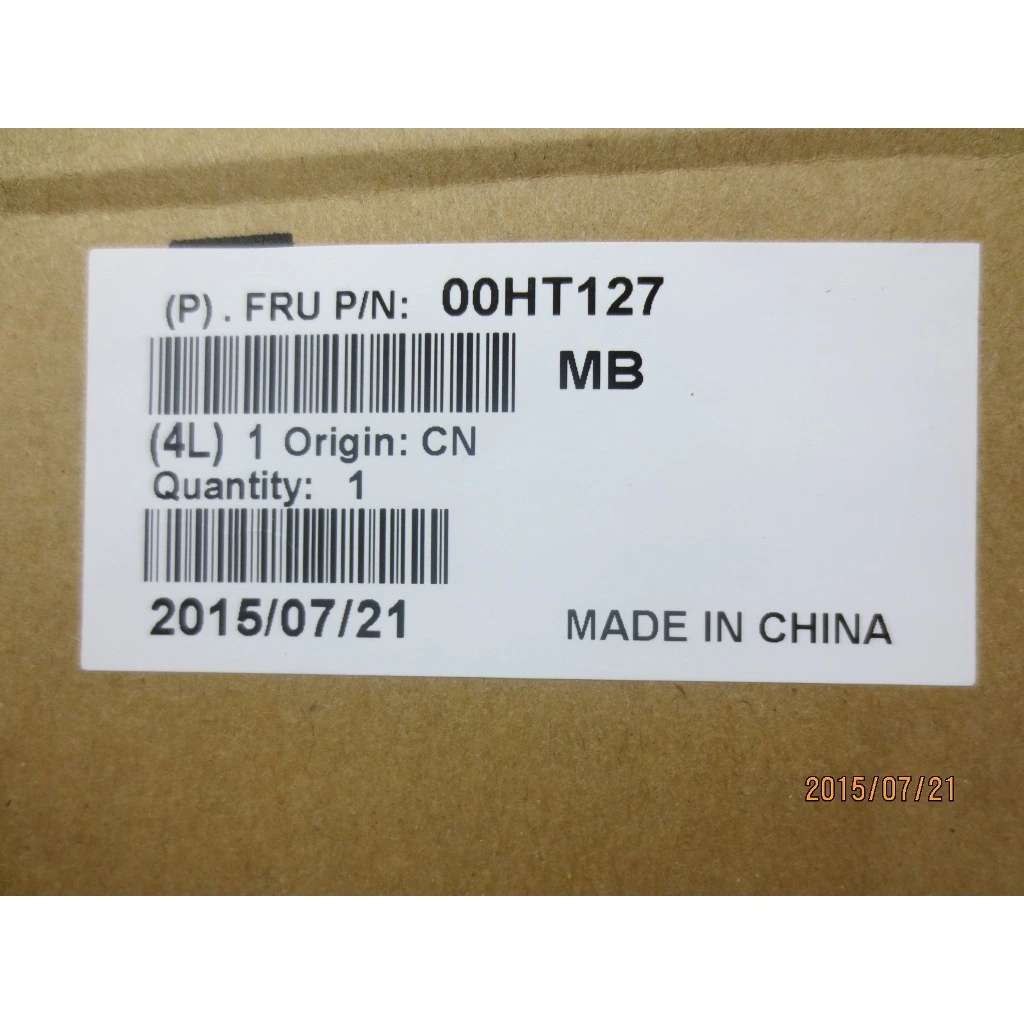 (P) . FRU P/N: 00HT127
MB
(4L) 1 Origin: CN
Quantity: 1
2015/07/21
MADE IN CHINA
2015/07/21